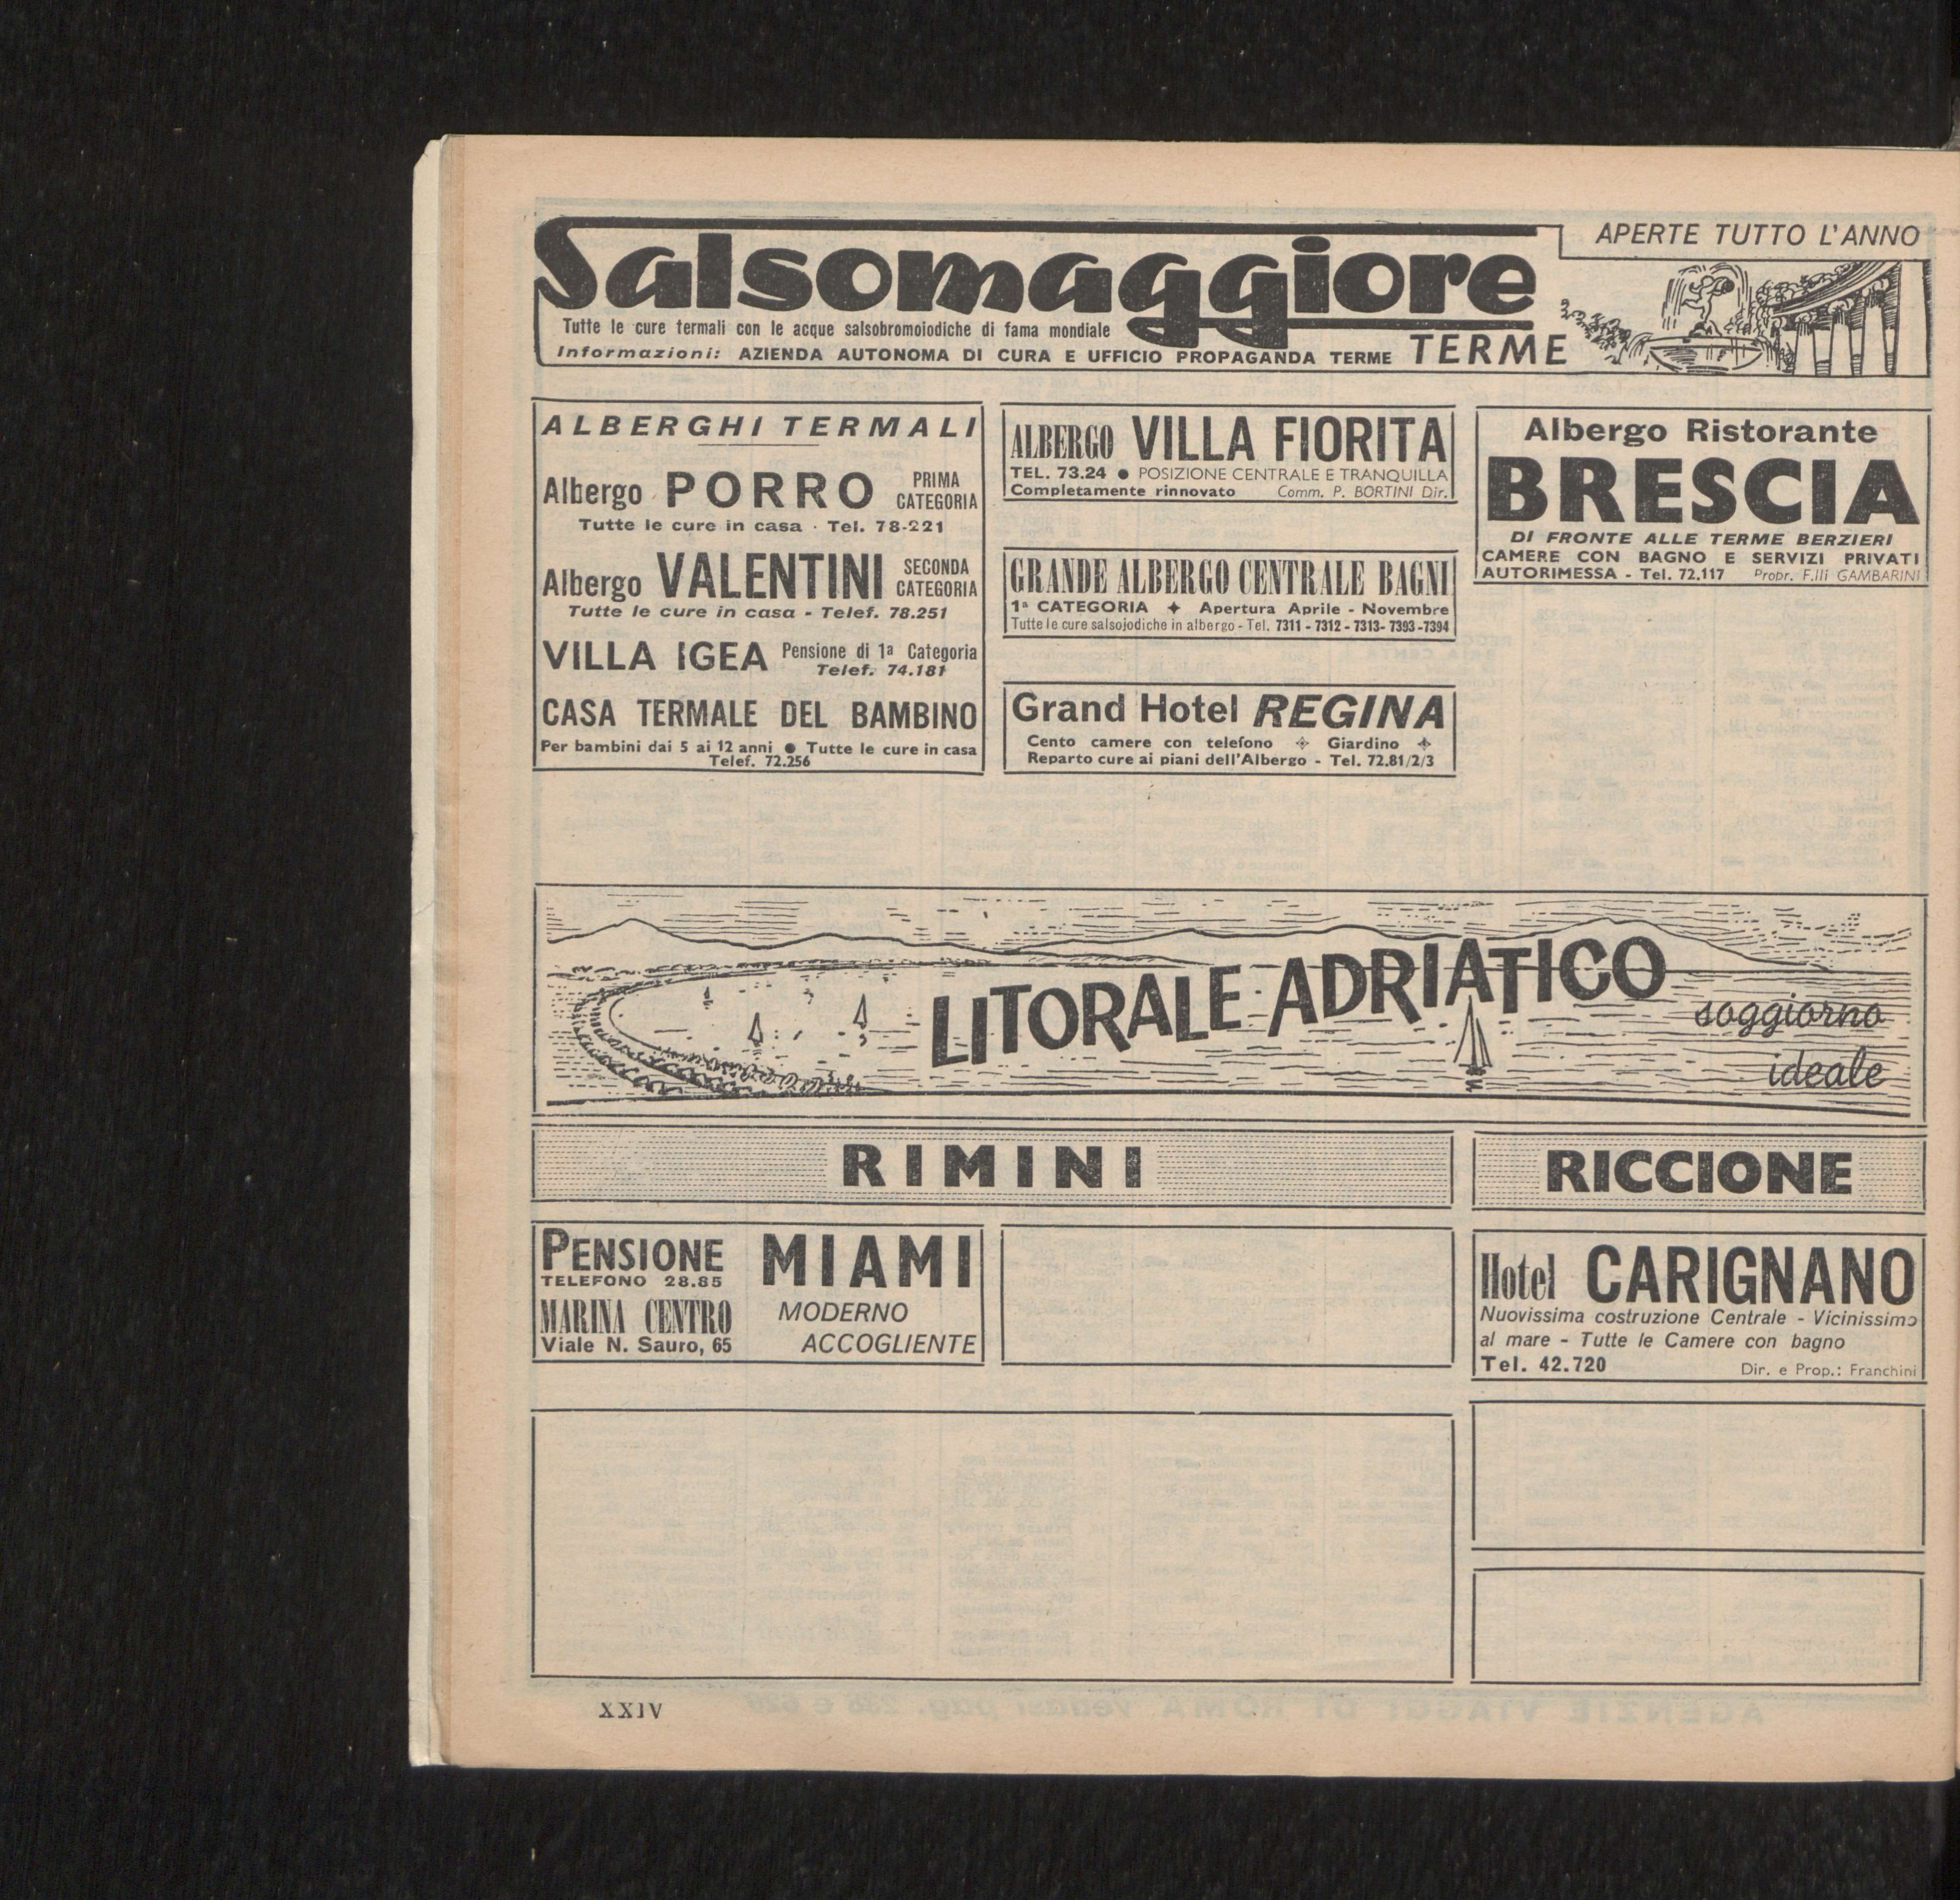 Salsomaggiore
TERME
APERTE TUTTO L'ANNO
Tutte le cure termali con le acque salsobromoiodiche di fama mondiale
Informazioni: AZIENDA AUTONOMA DI CURA E UFFICIO PROPAGANDA TERME
ALBERGHI TERMALI
Albergo PORRO PRIMA CATEGORIA
Tutte le cure in casa · Tel. 78-221
Albergo VALENTINI SECONDA CATEGORIA
Tutte le cure in casa - Telef. 78.251
VILLA IGEA Pensione di 1ª Categoria
Telef. 74.181
CASA TERMALE DEL BAMBINO
Per bambini dai 5 ai 12 anni ● Tutte le cure in casa
Telef. 72.256
ALBERGO VILLA FIORITA
TEL. 73.24 ● POSIZIONE CENTRALE E TRANQUILLA
Completamente rinnovato Comm. P. BORTINI Dir.
GRANDE ALBERGO CENTRALE BAGNI
1ª CATEGORIA ✦ Apertura Aprile - Novembre
Tutte le cure salsojodiche in albergo - Tel. 7311 - 7312 - 7313- 7393 -7394
Grand Hotel REGINA
Cento camere con telefono ✧ Giardino ✧
Reparto cure ai piani dell'Albergo - Tel. 72.81/2/3
Albergo Ristorante
BRESCIA
DI FRONTE ALLE TERME BERZIERI
CAMERE CON BAGNO E SERVIZI PRIVATI
AUTORIMESSA - Tel. 72.117 Propr. F.lli GAMBARINI
LITORALE ADRIATICO
soggiorno
ideale
RIMINI
RICCIONE
PENSIONE MIAMI
TELEFONO 28.85
MARINA CENTRO MODERNO
Viale N. Sauro, 65 ACCOGLIENTE
Hotel CARIGNANO
Nuovissima costruzione Centrale - Vicinissimo
al mare - Tutte le Camere con bagno
Tel. 42.720 Dir. e Prop.: Franchini
XXIV